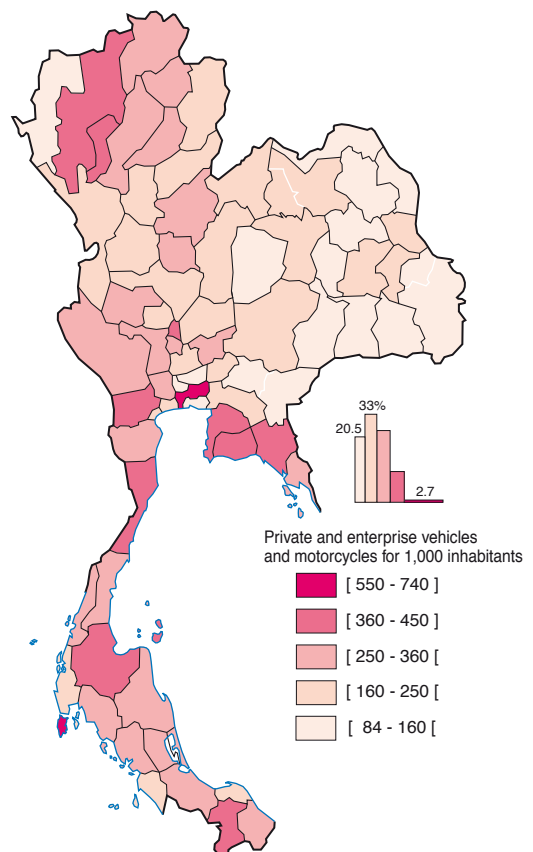 33%
20.5
2.7
Private and enterprise vehicles
and motorcycles for 1,000 inhabitants
[ 550 - 740 ]
[ 360 - 450 ]
[ 250 - 360 [
[ 160 - 250 [
[ 84 - 160 [